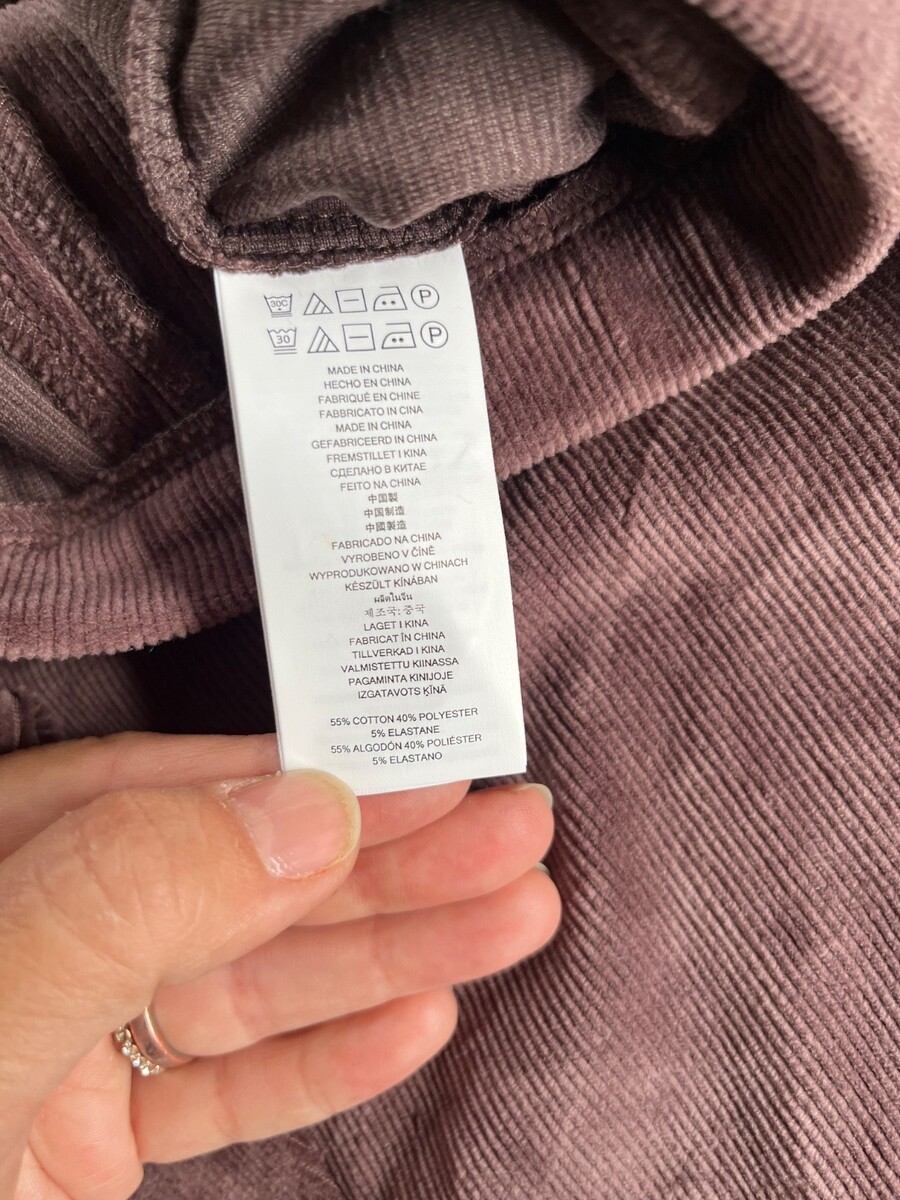 30C P
30 P
MADE IN CHINA
HECHO EN CHINA
FABRIQUÉ EN CHINE
FABBRICATO IN CINA
MADE IN CHINA
GEFABRICEERD IN CHINA
FREMSTILLET I KINA
СДЕЛАНО В КИТАЕ
FEITO NA CHINA
中国製
中国制造
中國製造
FABRICADO NA CHINA
VYROBENO V ČÍNĚ
WYPRODUKOWANO W CHINACH
KÉSZÜLT KÍNÁBAN
ผลิตในจีน
제조국: 중국
LAGET I KINA
FABRICAT ÎN CHINA
TILLVERKAD I KINA
VALMISTETTU KIINASSA
PAGAMINTA KINIJOJE
IZGATAVOTS ĶĪNĀ
55% COTTON 40% POLYESTER
5% ELASTANE
55% ALGODÓN 40% POLIÉSTER
5% ELASTANO